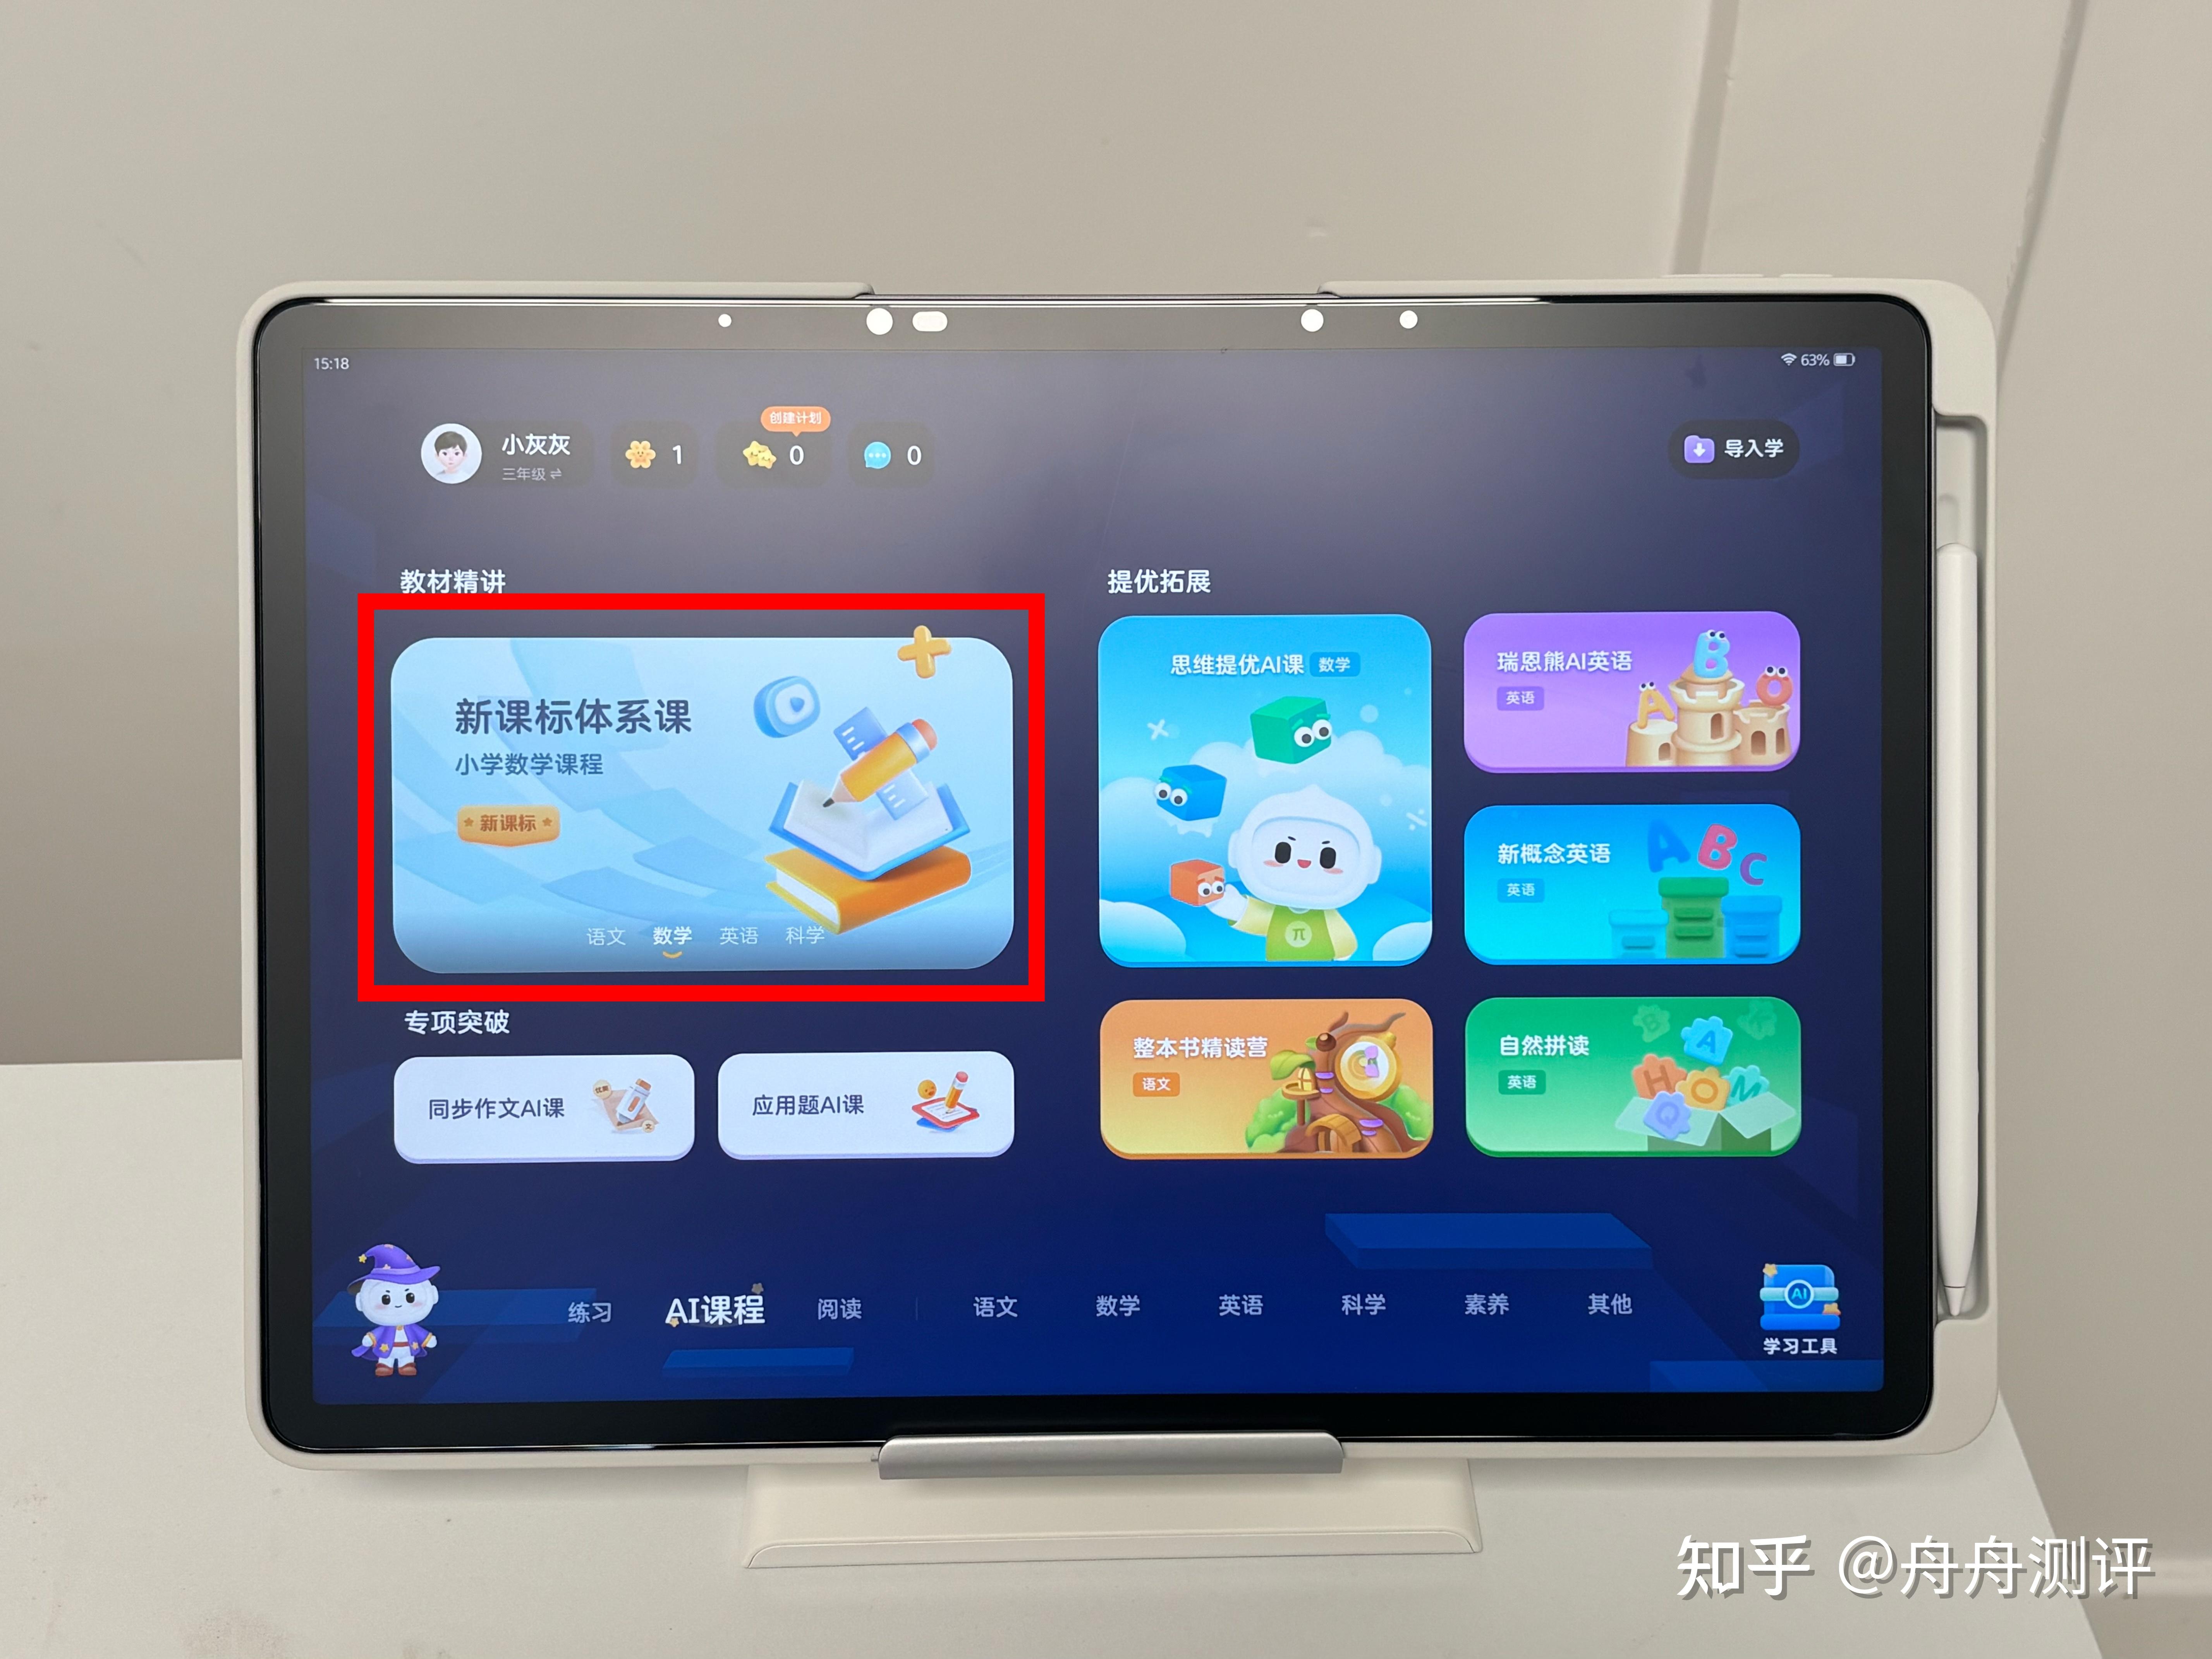 15:18
63%
小灰灰
三年级
1
创建计划
0
0
导入学
教材精讲
新课标体系课
小学数学课程
新课标
语文 数学 英语 科学
专项突破
同步作文AI课
应用题AI课
提优拓展
思维提优AI课 数学
π
瑞恩熊AI英语
英语
A B O
新概念英语
英语
A B C
整本书精读营
语文
自然拼读
英语
B A
H O M
Q
练习 AI课程 阅读 语文 数学 英语 科学 素养 其他
AI
学习工具
知乎 @舟舟测评